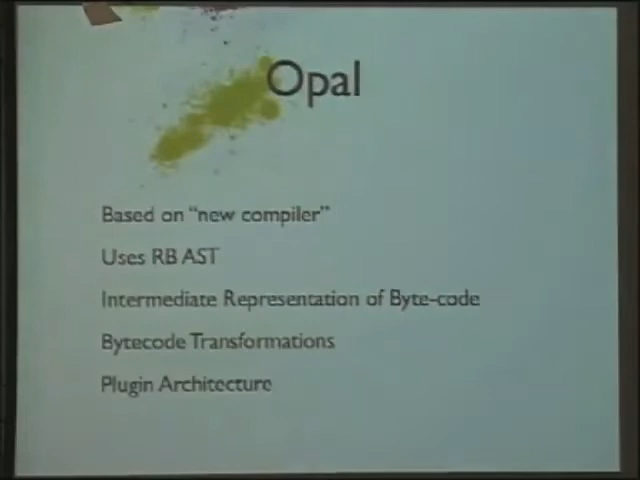 Opal
Based on “new compiler”
Uses RB AST
Intermediate Representation of Byte-code
Bytecode Transformations
Plugin Architecture